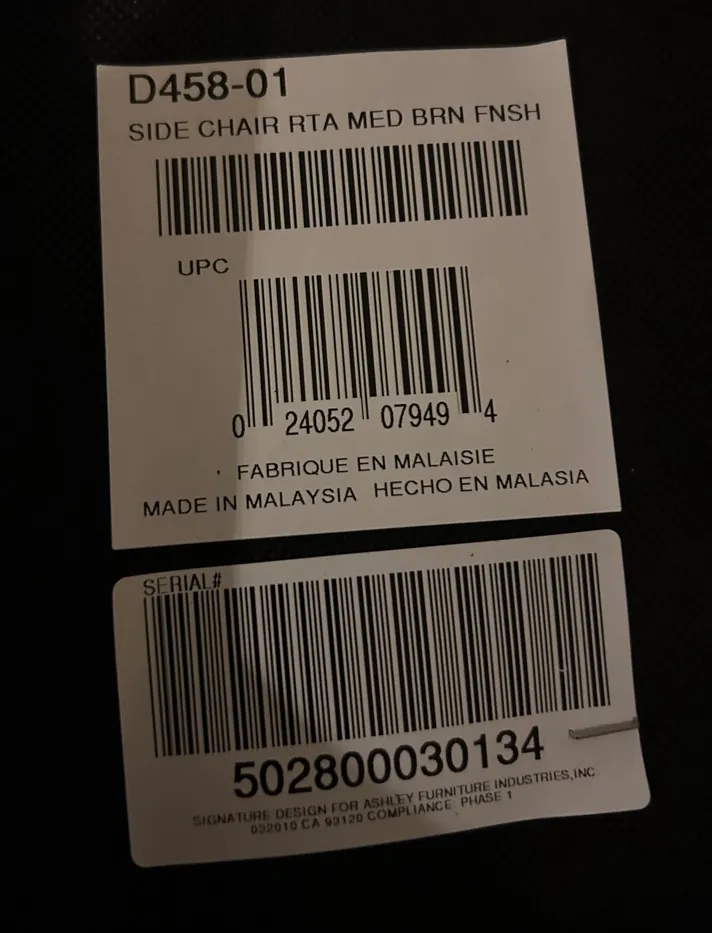 D458-01
SIDE CHAIR RTA MED BRN FNSH
UPC
0 24052 07949 4
FABRIQUE EN MALAISIE
MADE IN MALAYSIA HECHO EN MALASIA
SERIAL#
502800030134
SIGNATURE DESIGN FOR ASHLEY FURNITURE INDUSTRIES,INC
032010 CA 93120 COMPLIANCE PHASE 1